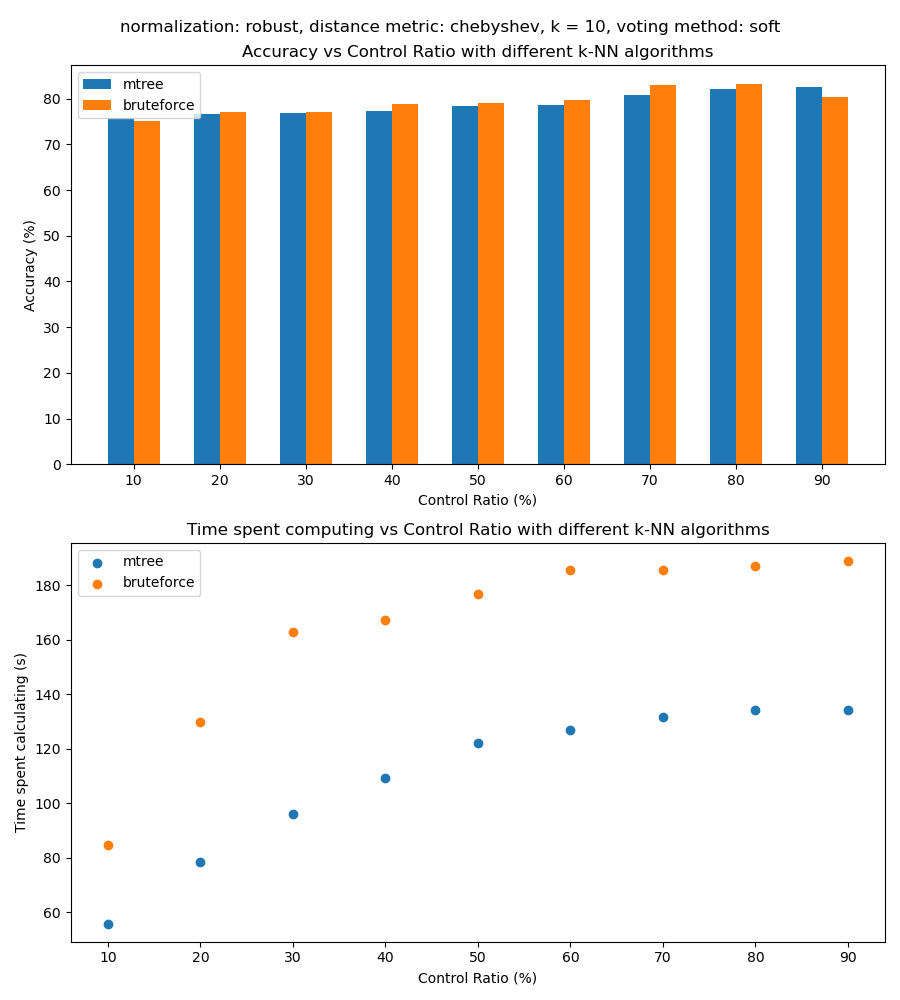 normalization: robust, distance metric: chebyshev, k = 10, voting method: soft
Accuracy vs Control Ratio with different k-NN algorithms
mtree
bruteforce
80
70
60
50
40
30
20
10
0
Accuracy (%)
10 20 30 40 50 60 70 80 90
Control Ratio (%)
Time spent computing vs Control Ratio with different k-NN algorithms
mtree
bruteforce
180
160
140
120
100
80
60
Time spent calculating (s)
10 20 30 40 50 60 70 80 90
Control Ratio (%)